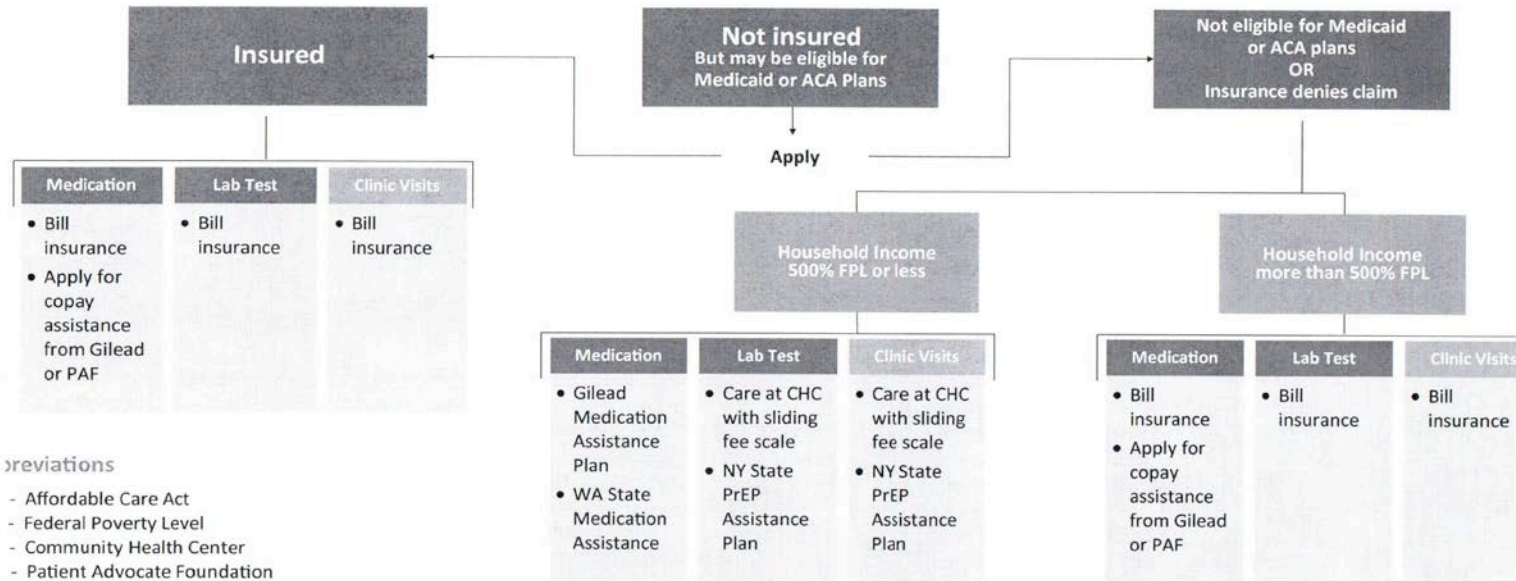 Insured
Not insured
But may be eligible for
Medicaid or ACA Plans
Not eligible for Medicaid
or ACA plans
OR
Insurance denies claim
Apply
Medication
• Bill
insurance
• Apply for
copay
assistance
from Gilead
or PAF
Lab Test
• Bill
insurance
Clinic Visits
• Bill
insurance
Household Income
500% FPL or less
Household Income
more than 500% FPL
Medication
• Gilead
Medication
Assistance
Plan
• WA State
Medication
Assistance
Lab Test
• Care at CHC
with sliding
fee scale
• NY State
PrEP
Assistance
Plan
Clinic Visits
• Care at CHC
with sliding
fee scale
• NY State
PrEP
Assistance
Plan
Medication
• Bill
insurance
• Apply for
copay
assistance
from Gilead
or PAF
Lab Test
• Bill
insurance
Clinic Visits
• Bill
insurance
breviations
- Affordable Care Act
- Federal Poverty Level
- Community Health Center
- Patient Advocate Foundation